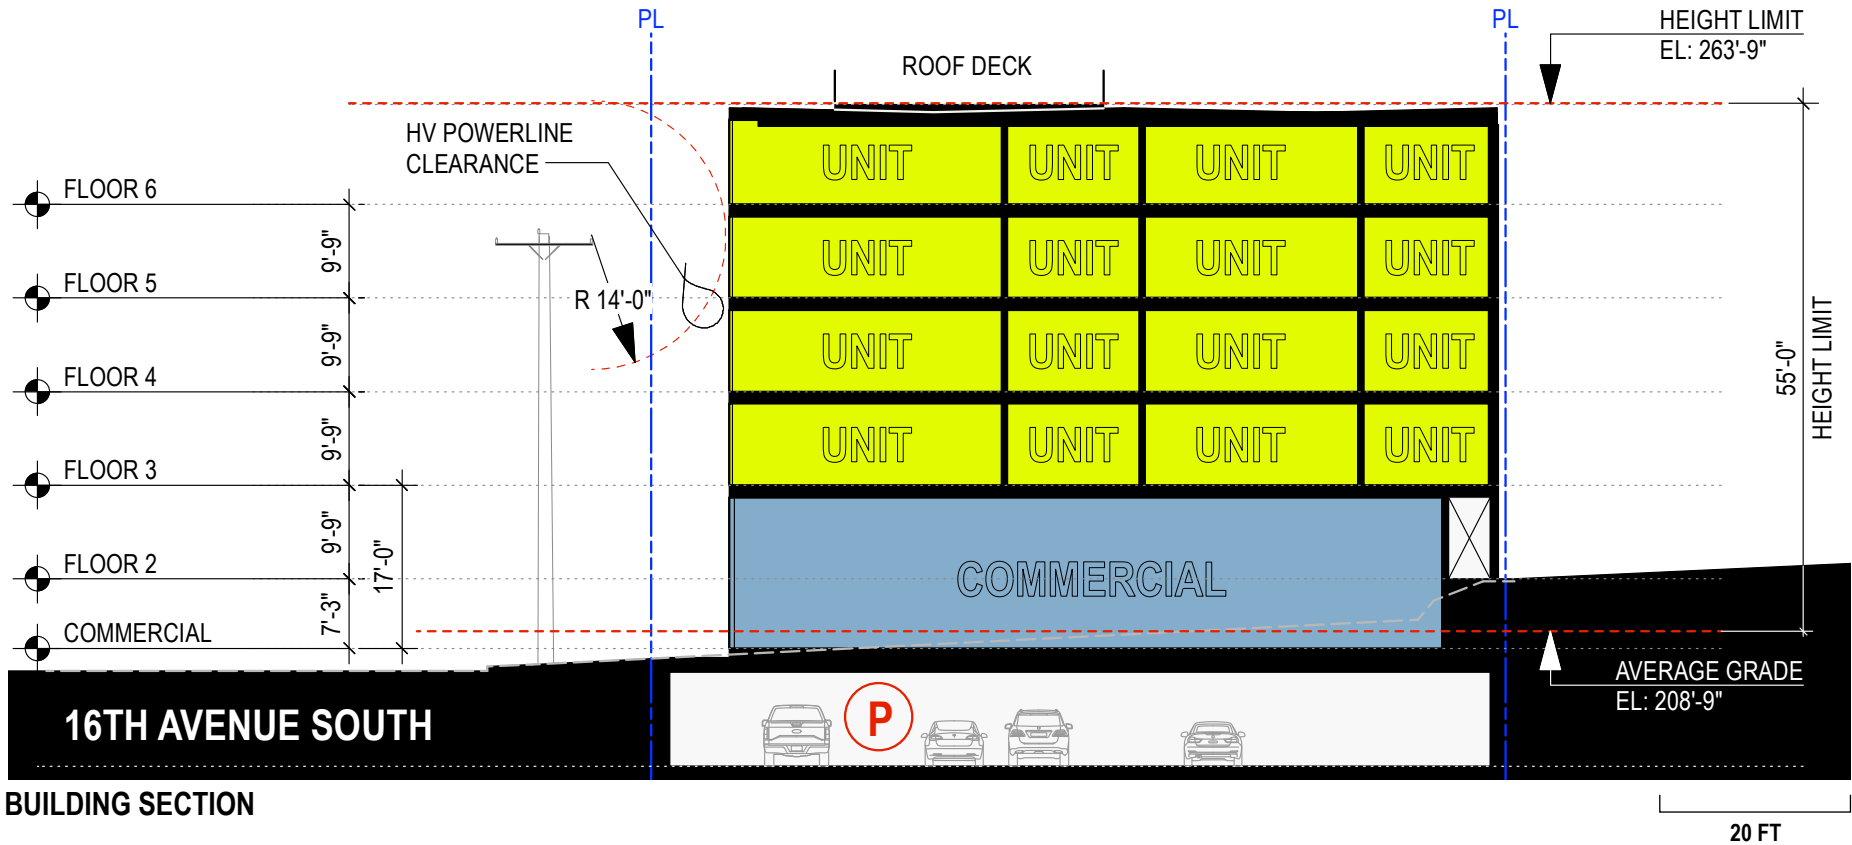 PL
PL
HEIGHT LIMIT
EL: 263'-9"
ROOF DECK
HV POWERLINE
CLEARANCE
UNIT UNIT UNIT UNIT
FLOOR 6
9'-9"
UNIT UNIT UNIT UNIT
FLOOR 5
R 14'-0"
9'-9"
UNIT UNIT UNIT UNIT
FLOOR 4
55'-0"
HEIGHT LIMIT
9'-9"
UNIT UNIT UNIT UNIT
FLOOR 3
9'-9"
17'-0"
FLOOR 2
COMMERCIAL
7'-3"
COMMERCIAL
AVERAGE GRADE
EL: 208'-9"
16TH AVENUE SOUTH
P
BUILDING SECTION
20 FT